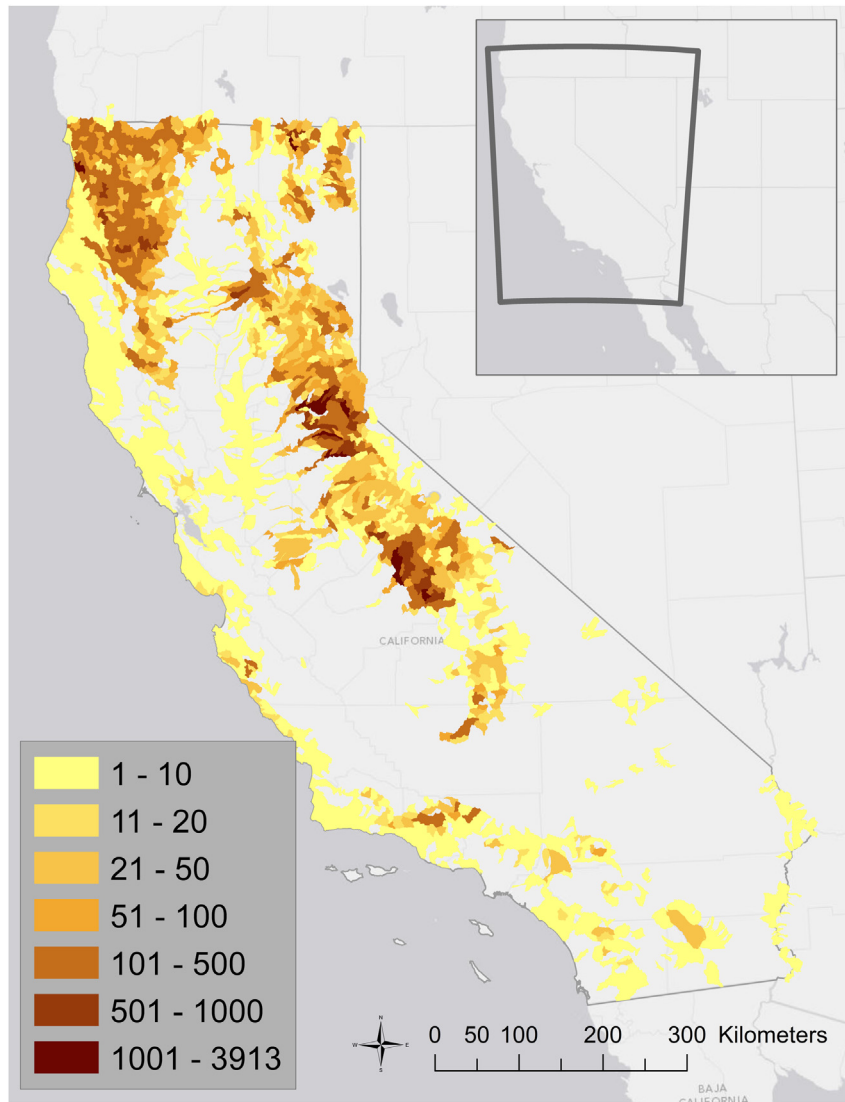 CALIFORNIA
1 - 10
11 - 20
21 - 50
51 - 100
101 - 500
501 - 1000
1001 - 3913
N
W E
S
0 50 100 200 300 Kilometers
BAJA
CALIFORNIA